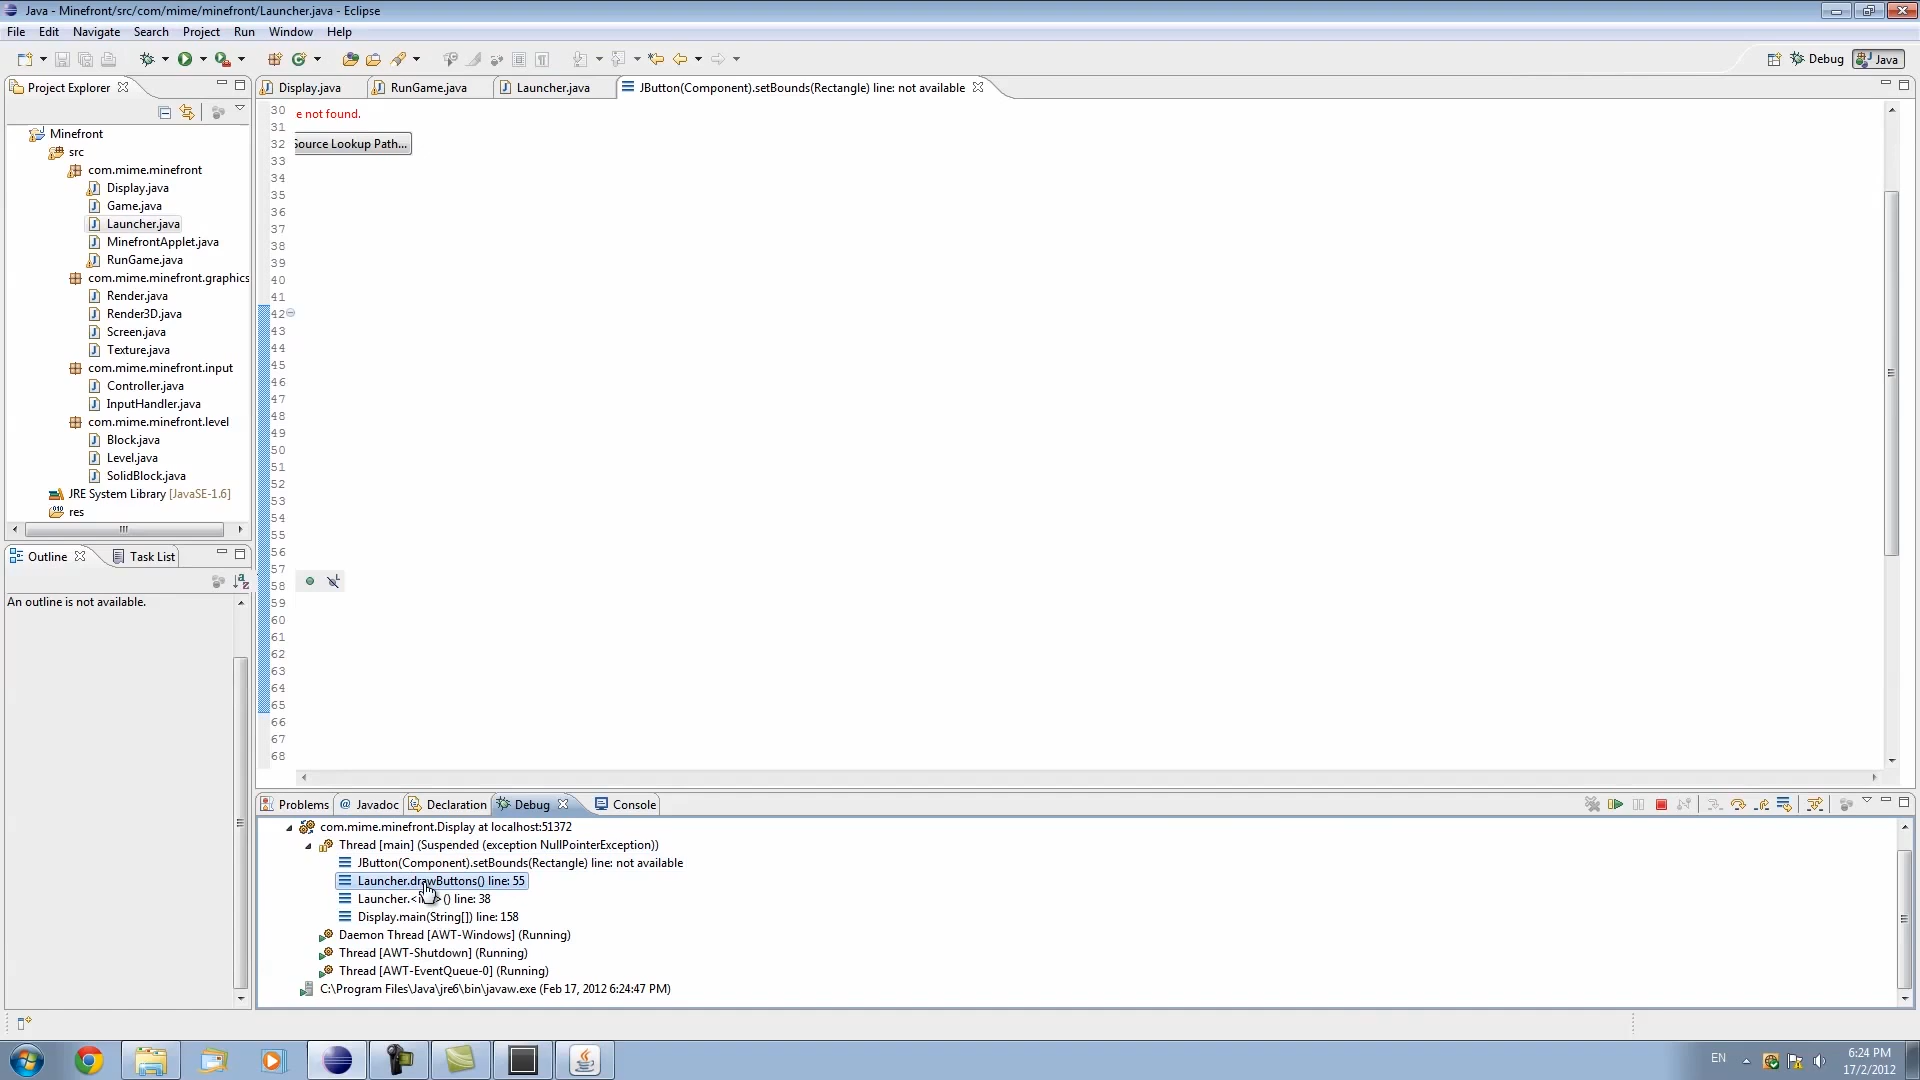 Java - Minefront/src/com/mime/minefront/Launcher.java - Eclipse
File Edit Navigate Search Project Run Window Help
Debug Java
Project Explorer
Display.java RunGame.java Launcher.java JButton(Component).setBounds(Rectangle) line: not available
Minefront
src
com.mime.minefront
Display.java
Game.java
Launcher.java
MinefrontApplet.java
RunGame.java
com.mime.minefront.graphics
Render.java
Render3D.java
Screen.java
Texture.java
com.mime.minefront.input
Controller.java
InputHandler.java
com.mime.minefront.level
Block.java
Level.java
SolidBlock.java
JRE System Library [JavaSE-1.6]
res
Outline Task List
An outline is not available.
30 e not found.
31
32 Source Lookup Path...
33
34
35
36
37
38
39
40
41
42
43
44
45
46
47
48
49
50
51
52
53
54
55
56
57
58
59
60
61
62
63
64
65
66
67
68
Problems Javadoc Declaration Debug Console
com.mime.minefront.Display at localhost:51372
Thread [main] (Suspended (exception NullPointerException))
JButton(Component).setBounds(Rectangle) line: not available
Launcher.drawButtons() line: 55
Launcher.<i > () line: 38
Display.main(String[]) line: 158
Daemon Thread [AWT-Windows] (Running)
Thread [AWT-Shutdown] (Running)
Thread [AWT-EventQueue-0] (Running)
C:\Program Files\Java\jre6\bin\javaw.exe (Feb 17, 2012 6:24:47 PM)
EN
6:24 PM
17/2/2012